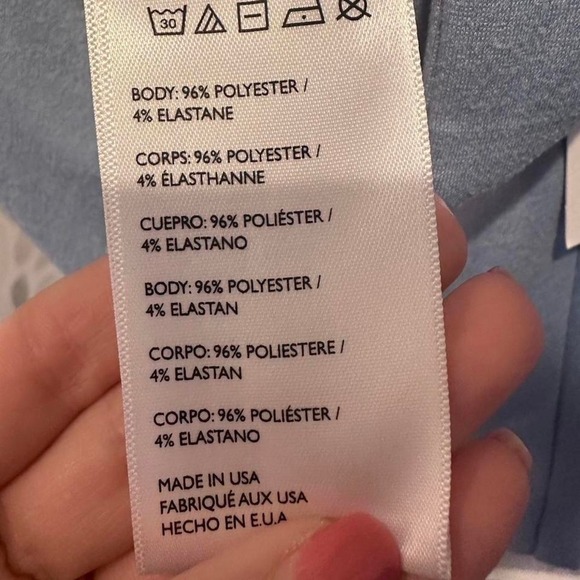 30
BODY: 96% POLYESTER /
4% ELASTANE
CORPS: 96% POLYESTER /
4% ÉLASTHANNE
CUEPRO: 96% POLIÉSTER /
4% ELASTANO
BODY: 96% POLYESTER /
4% ELASTAN
CORPO: 96% POLIESTERE /
4% ELASTAN
CORPO: 96% POLIÉSTER /
4% ELASTANO
MADE IN USA
FABRIQUÉ AUX USA
HECHO EN E.U.A